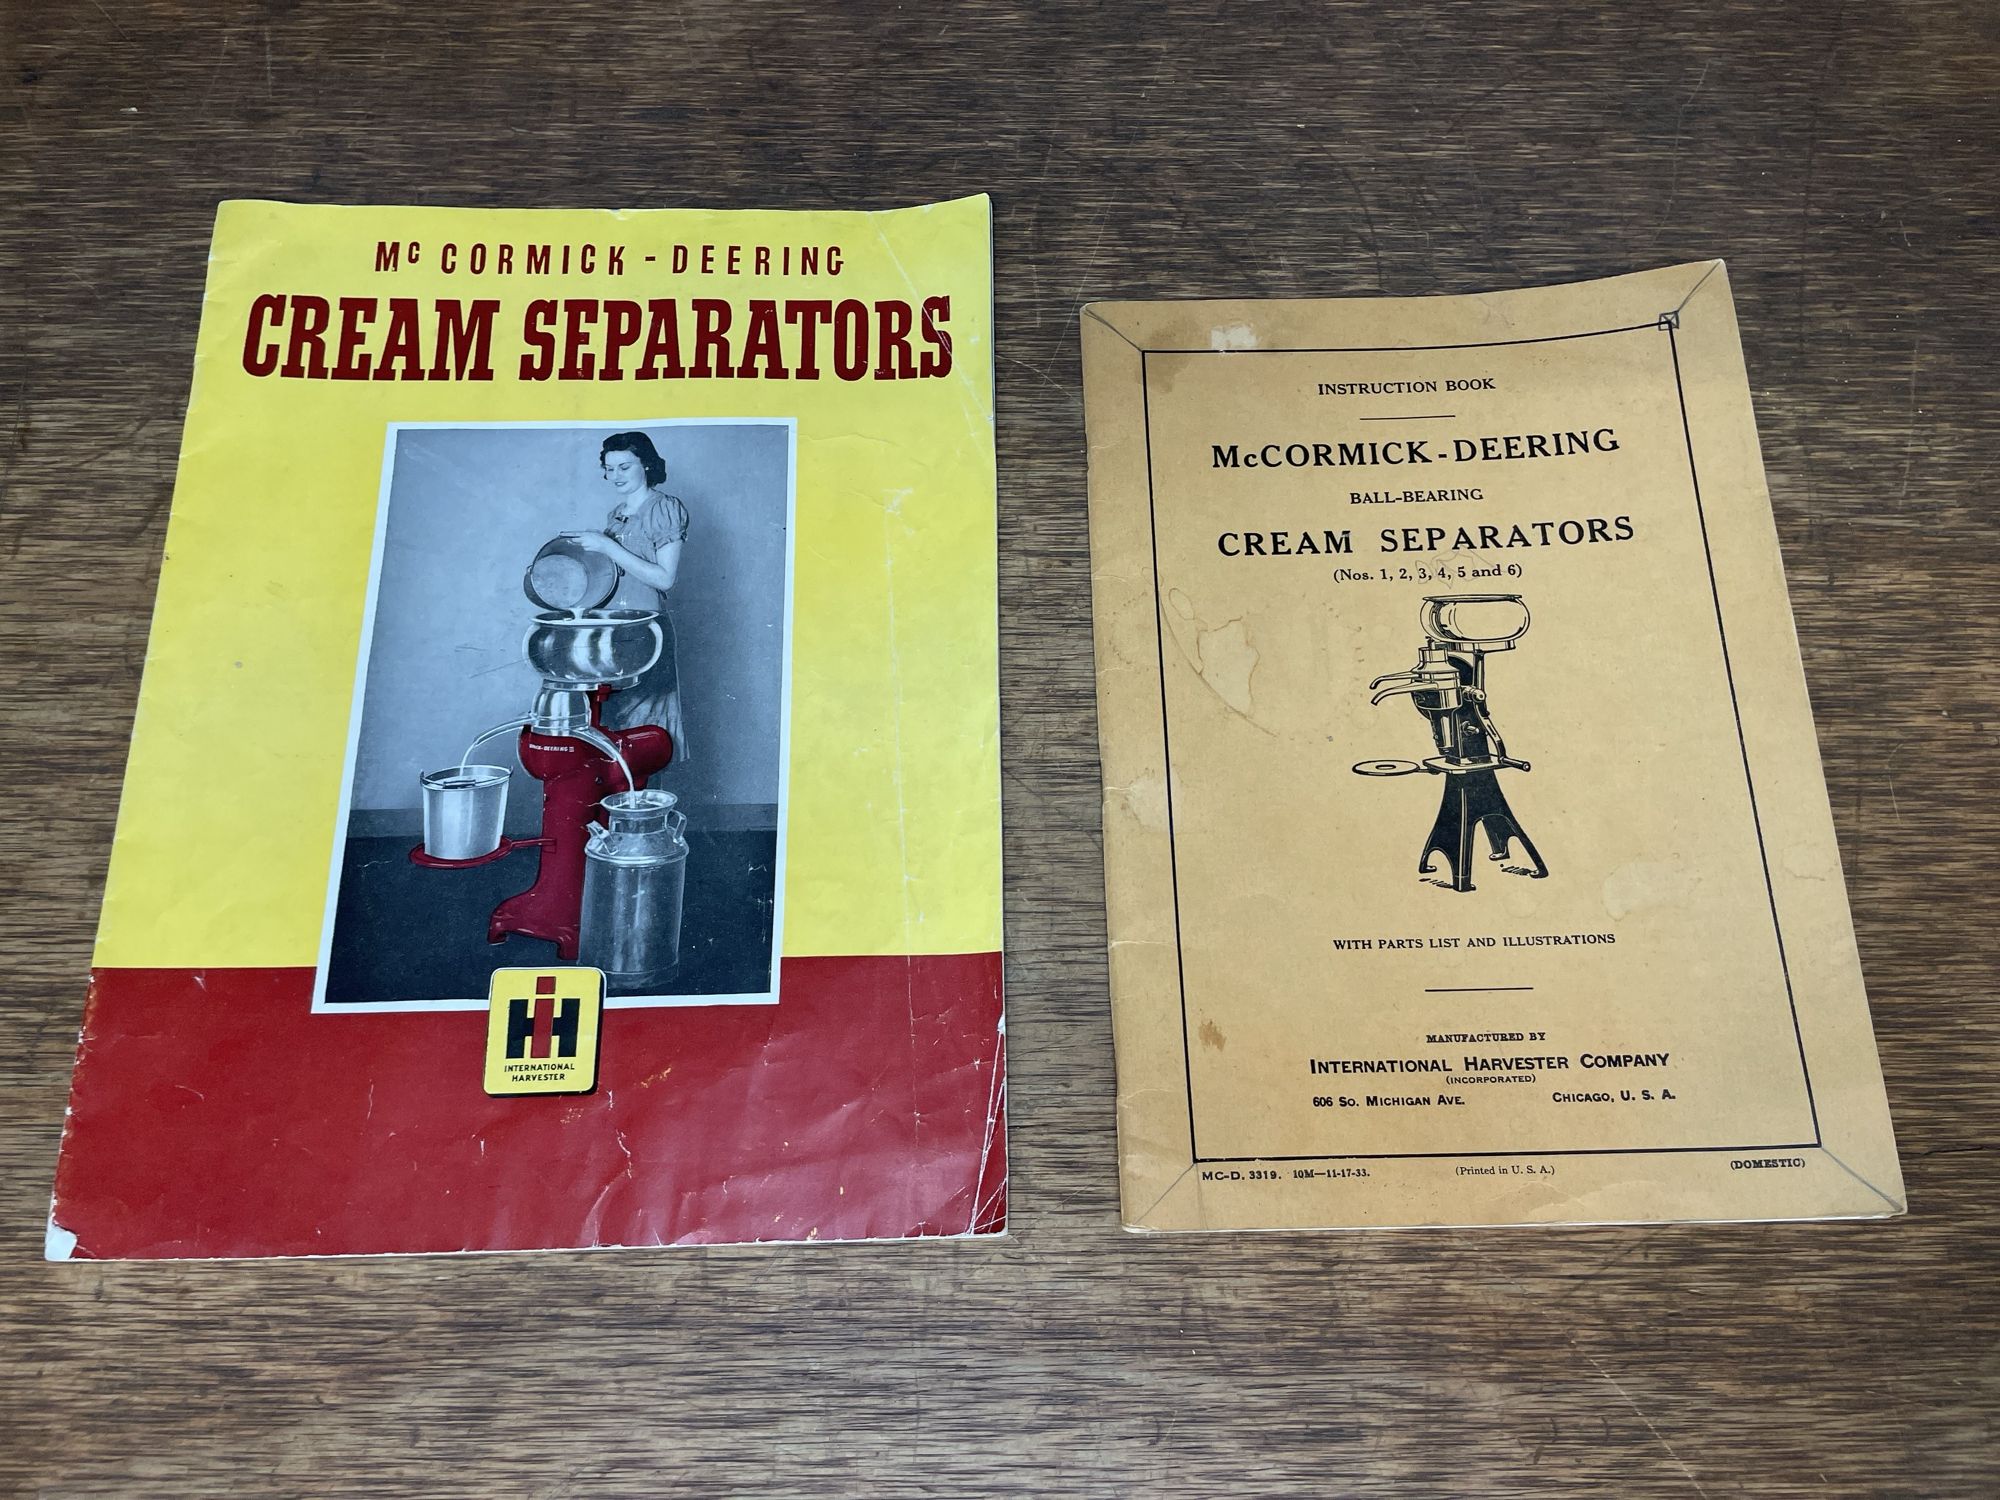 Mc CORMICK - DEERING
CREAM SEPARATORS
IH
INTERNATIONAL
HARVESTER
INSTRUCTION BOOK
McCORMICK-DEERING
BALL-BEARING
CREAM SEPARATORS
(Nos. 1, 2, 3, 4, 5 and 6)
WITH PARTS LIST AND ILLUSTRATIONS
MANUFACTURED BY
INTERNATIONAL HARVESTER COMPANY
(INCORPORATED)
606 SO. MICHIGAN AVE. CHICAGO, U. S. A.
MC-D. 3319. 10M—11-17-33. (Printed in U. S. A.) (DOMESTIC)